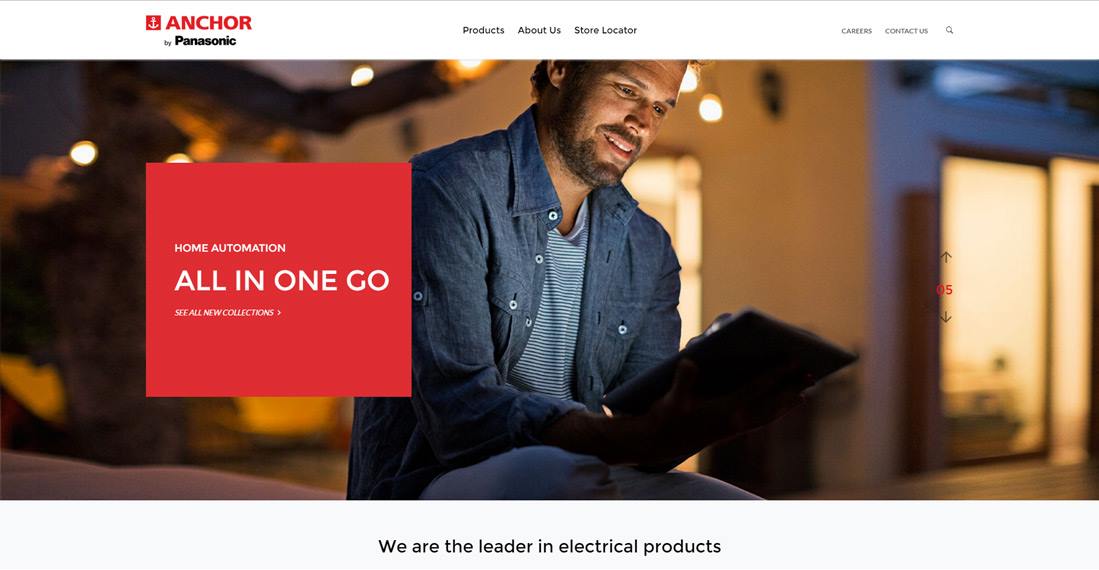 ANCHOR
by Panasonic
Products About Us Store Locator
CAREERS CONTACT US
HOME AUTOMATION
ALL IN ONE GO
SEE ALL NEW COLLECTIONS >
05
We are the leader in electrical products